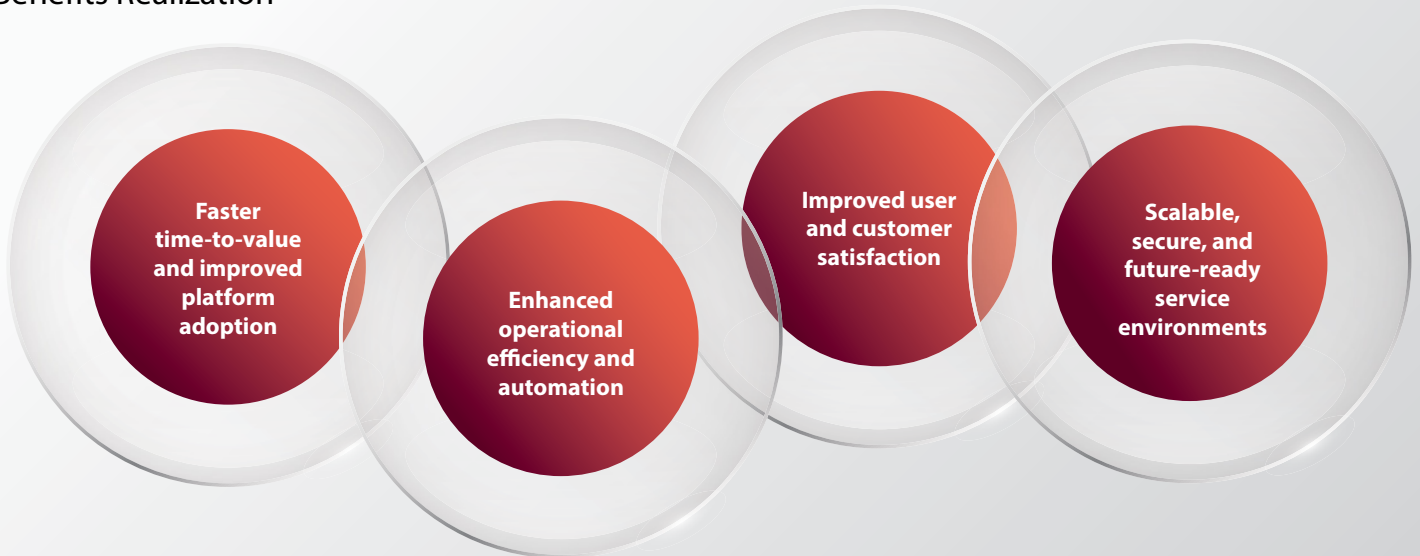 Benefits Realization
Faster
time-to-value
and improved
platform
adoption
Enhanced
operational
efficiency and
automation
Improved user
and customer
satisfaction
Scalable,
secure, and
future-ready
service
environments